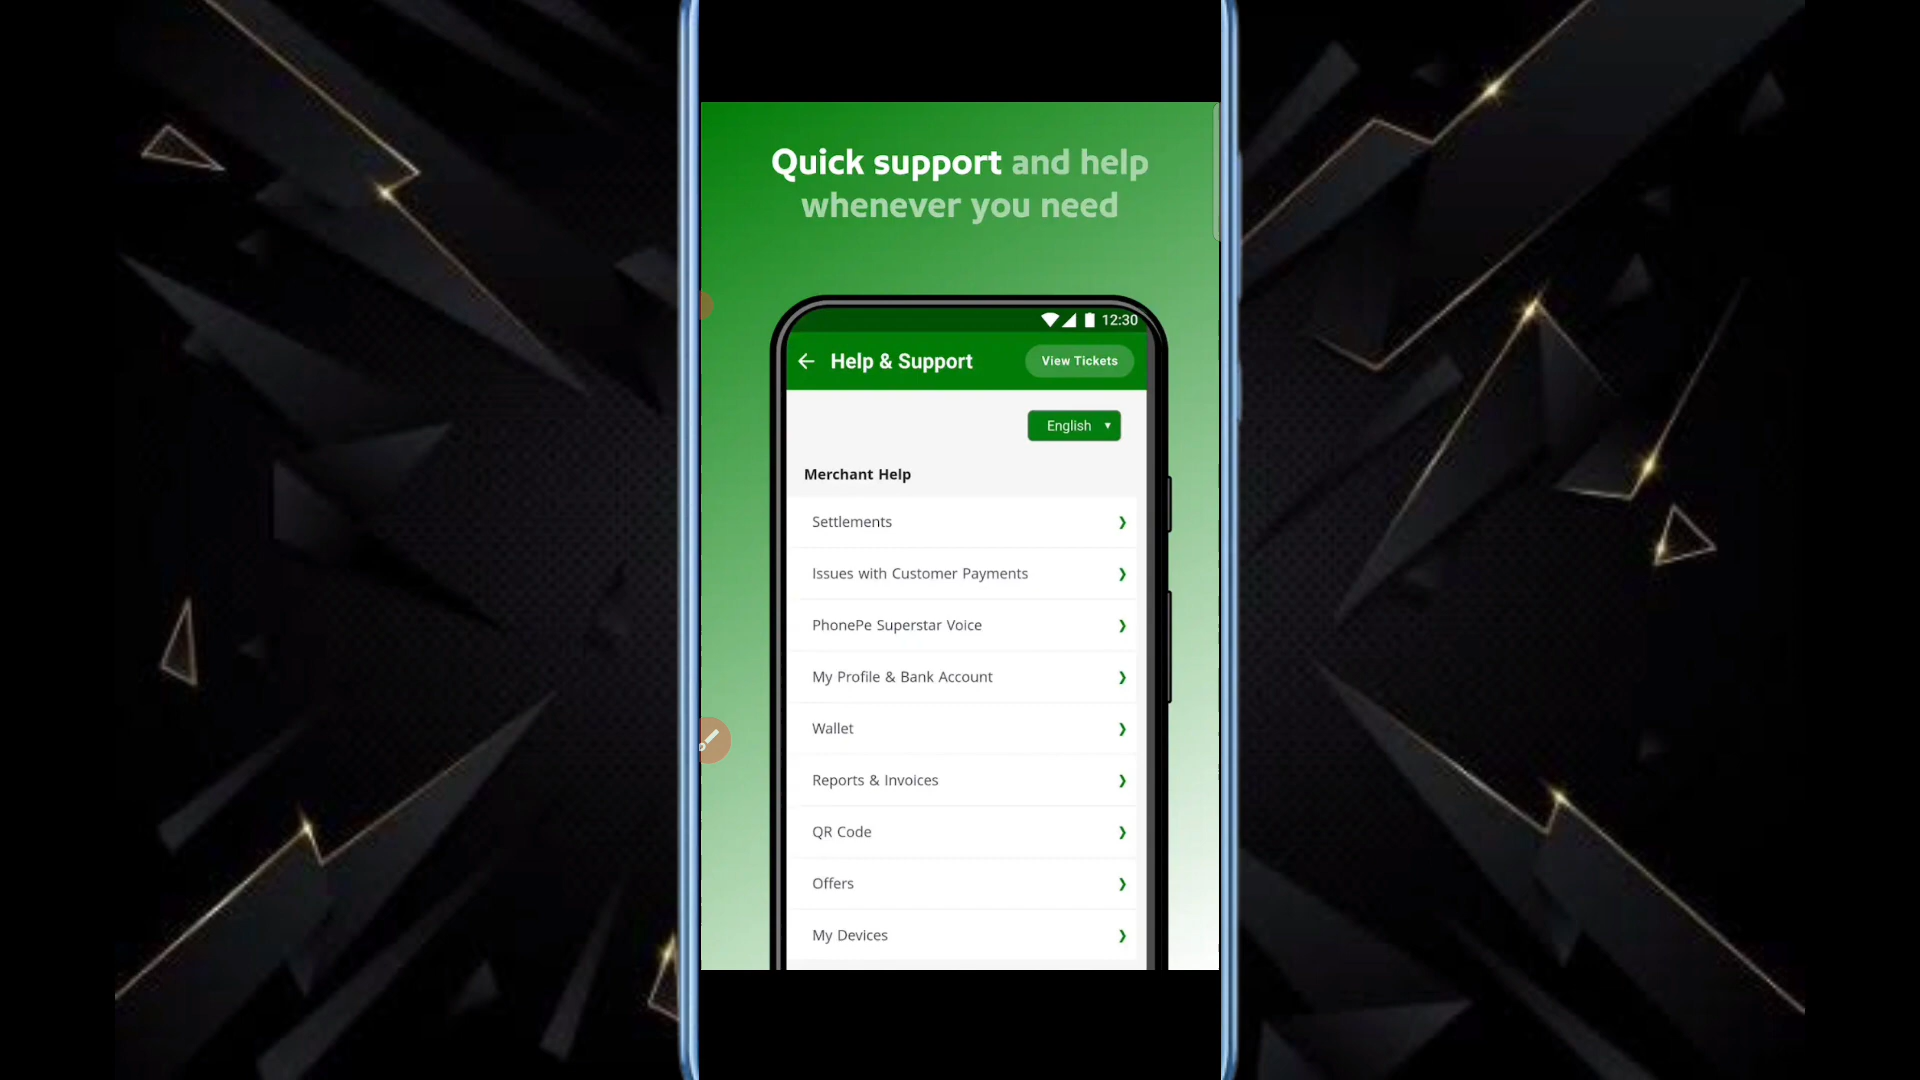 Quick support and help
whenever you need
12:30
Help & Support
View Tickets
English
Merchant Help
Settlements
Issues with Customer Payments
PhonePe Superstar Voice
My Profile & Bank Account
Wallet
Reports & Invoices
QR Code
Offers
My Devices